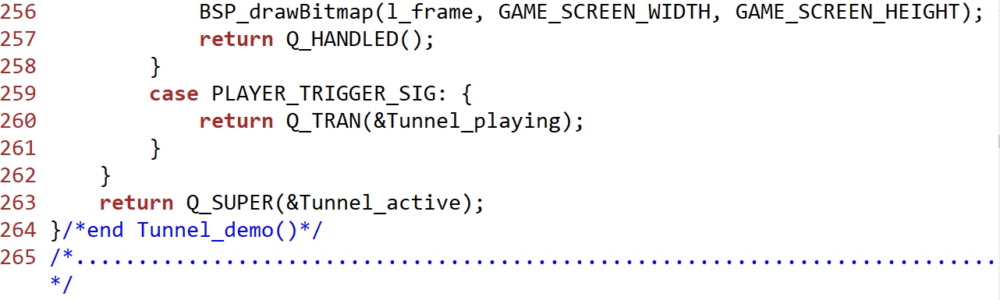 256             BSP_drawBitmap(l_frame, GAME_SCREEN_WIDTH, GAME_SCREEN_HEIGHT);
257             return Q_HANDLED();
258         }
259         case PLAYER_TRIGGER_SIG: {
260             return Q_TRAN(&Tunnel_playing);
261         }
262     }
263     return Q_SUPER(&Tunnel_active);
264 }/*end Tunnel_demo()*/
265 /*..........................................................................
*/